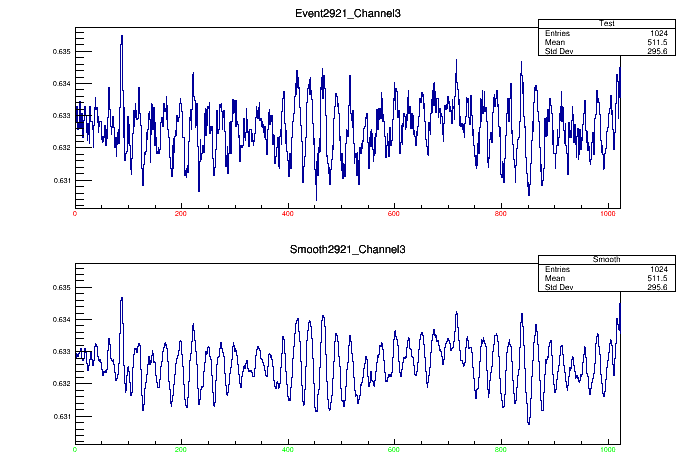 Event2921_Channel3
Test
Entries 1024
Mean 511.5
Std Dev 295.6
0.635
0.634
0.633
0.632
0.631
0 200 400 600 800 1000
Smooth2921_Channel3
Smooth
Entries 1024
Mean 511.5
Std Dev 295.6
0.635
0.634
0.633
0.632
0.631
0 200 400 600 800 1000